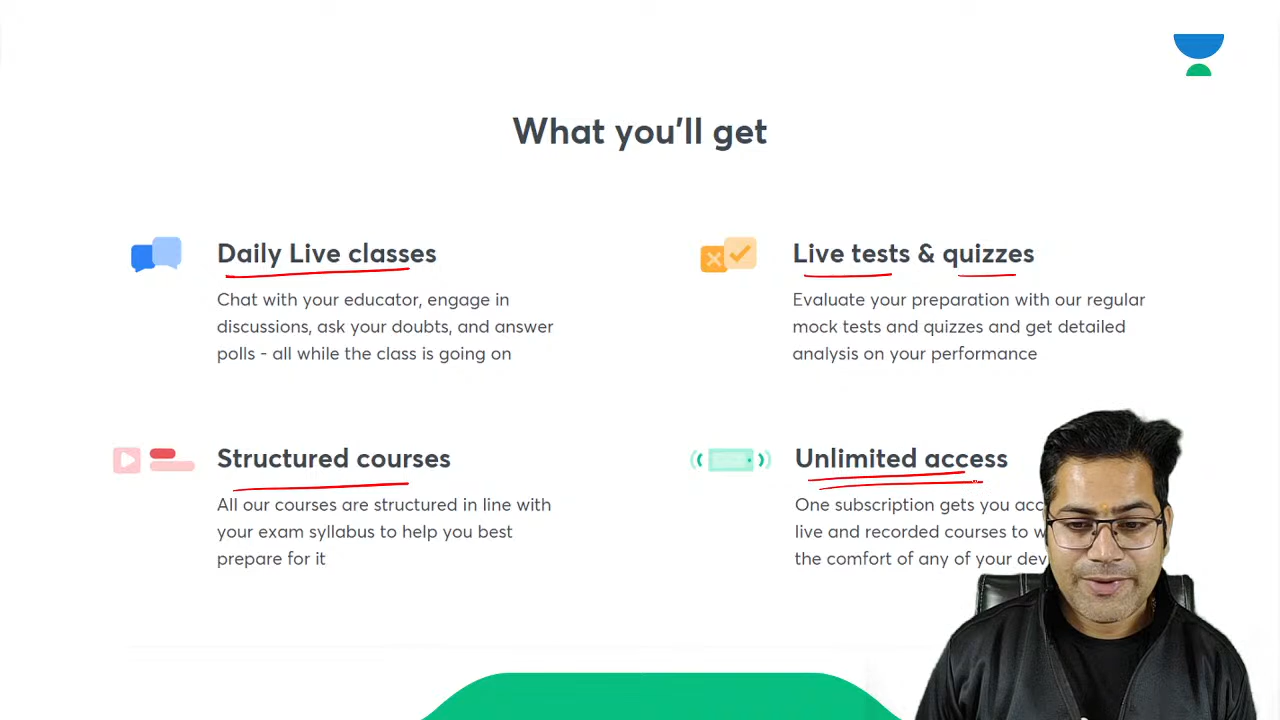 What you'll get
Daily Live classes
Chat with your educator, engage in
discussions, ask your doubts, and answer
polls - all while the class is going on
Live tests & quizzes
Evaluate your preparation with our regular
mock tests and quizzes and get detailed
analysis on your performance
Structured courses
All our courses are structured in line with
your exam syllabus to help you best
prepare for it
Unlimited access
One subscription gets you
live and recorded courses to
the comfort of any of your